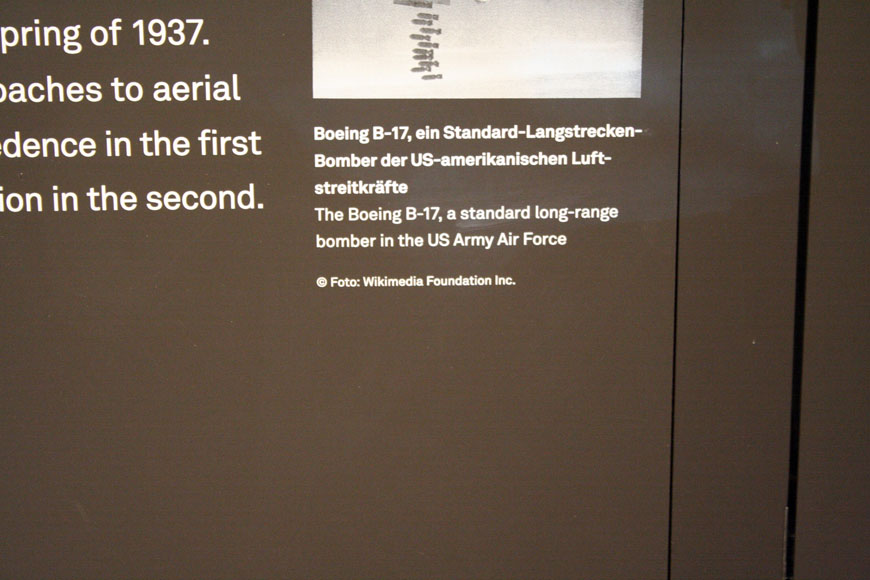 pring of 1937.
oaches to aerial
edence in the first
ion in the second.
Boeing B-17, ein Standard-Langstrecken-
Bomber der US-amerikanischen Luft-
streitkräfte
The Boeing B-17, a standard long-range
bomber in the US Army Air Force
© Foto: Wikimedia Foundation Inc.